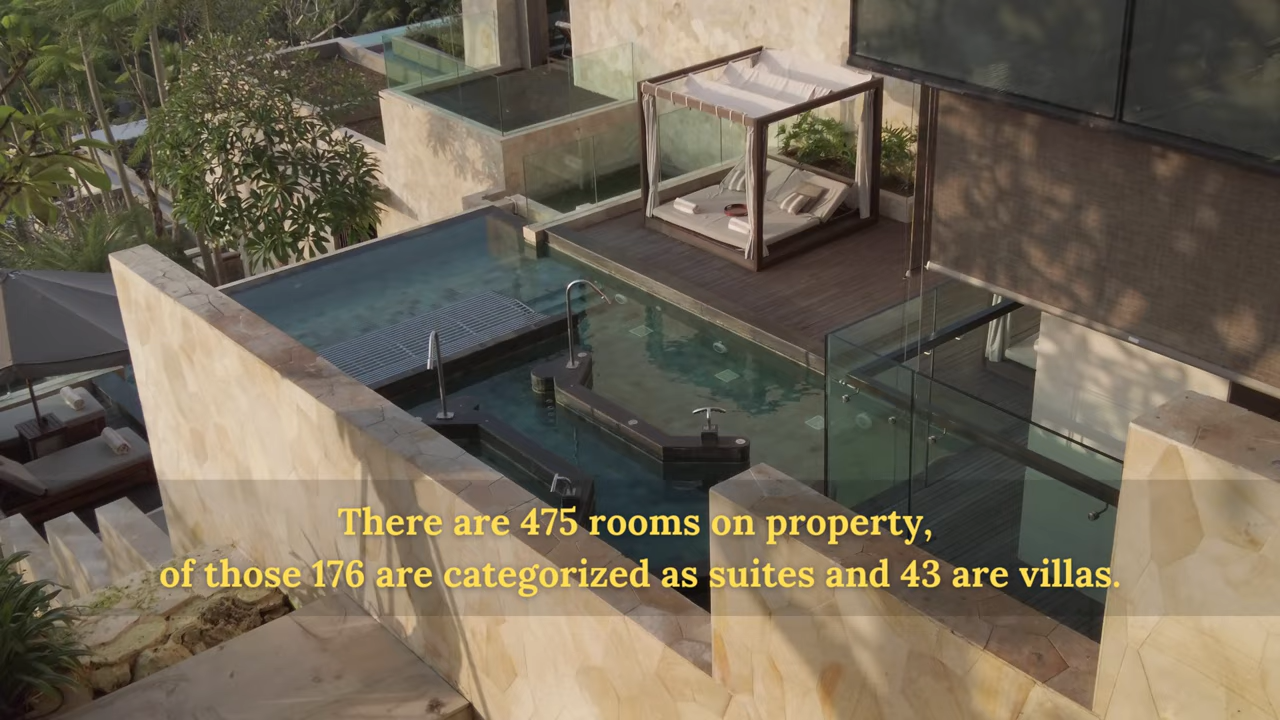 There are 475 rooms on property,
of those 176 are categorized as suites and 43 are villas.